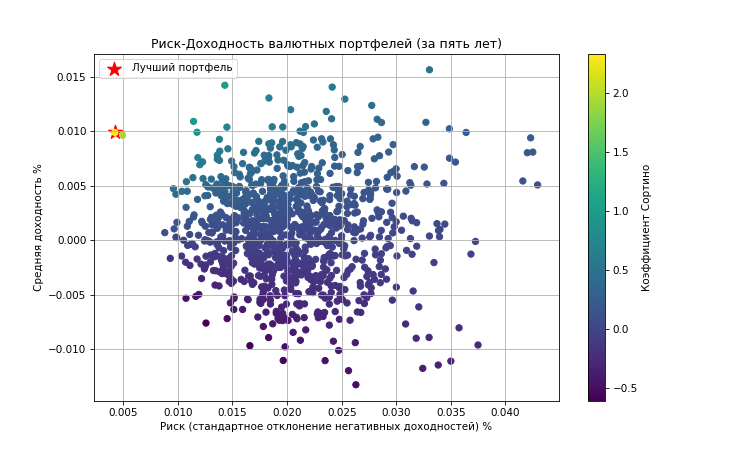 Риск-Доходность валютных портфелей (за пять лет)
Лучший портфель
Средняя доходность %
0.015
0.010
0.005
0.000
−0.005
−0.010
0.005 0.010 0.015 0.020 0.025 0.030 0.035 0.040
Риск (стандартное отклонение негативных доходностей) %
2.0
1.5
1.0
0.5
0.0
−0.5
Коэффициент Сортино